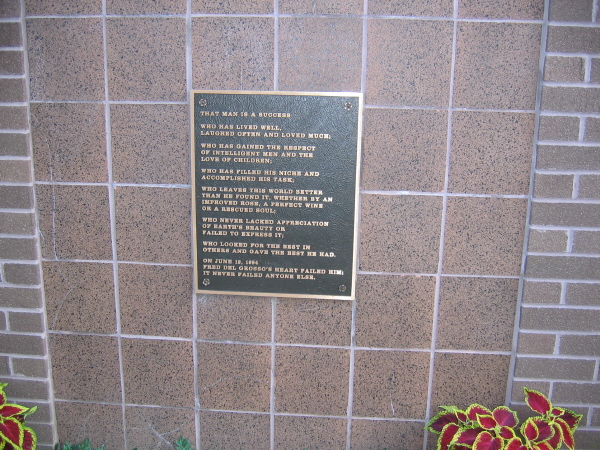 THAT MAN IS A SUCCESS
WHO HAS LIVED WELL,
LAUGHED OFTEN AND LOVED MUCH;
WHO HAS GAINED THE RESPECT
OF INTELLIGENT MEN AND THE
LOVE OF CHILDREN;
WHO HAS FILLED HIS NICHE AND
ACCOMPLISHED HIS TASK;
WHO LEAVES THIS WORLD BETTER
THAN HE FOUND IT, WHETHER BY AN
IMPROVED ROSE, A PERFECT WINE
OR A RESCUED SOUL;
WHO NEVER LACKED APPRECIATION
OF EARTH'S BEAUTY OR
FAILED TO EXPRESS IT;
WHO LOOKED FOR THE BEST IN
OTHERS AND GAVE THE BEST HE HAD.
ON JUNE 19, 1994
FRED DEL GROSSO'S HEART FAILED HIM;
IT NEVER FAILED ANYONE ELSE.